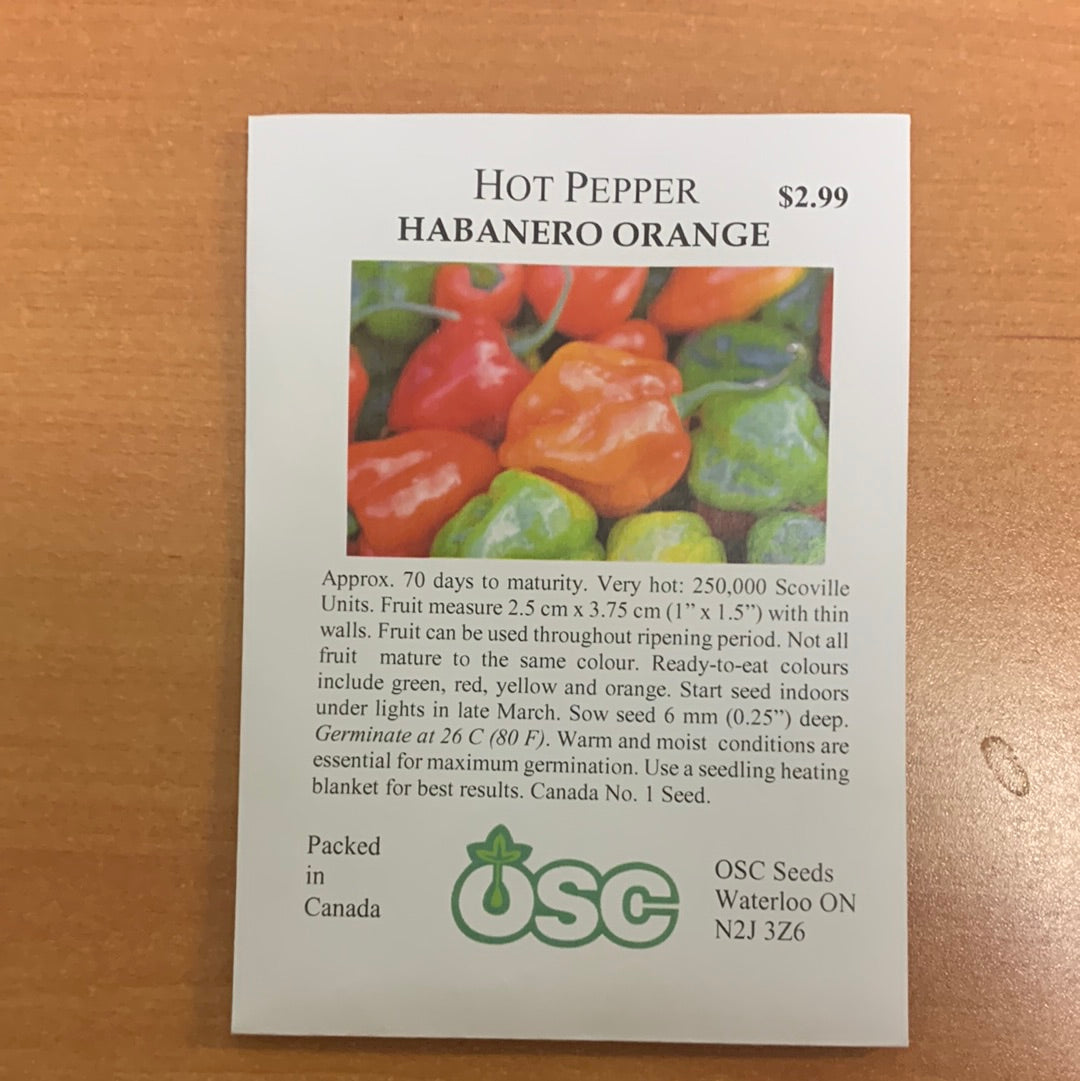 HOT PEPPER $2.99
HABANERO ORANGE
Approx. 70 days to maturity. Very hot: 250,000 Scoville
Units. Fruit measure 2.5 cm x 3.75 cm (1” x 1.5”) with thin
walls. Fruit can be used throughout ripening period. Not all
fruit mature to the same colour. Ready-to-eat colours
include green, red, yellow and orange. Start seed indoors
under lights in late March. Sow seed 6 mm (0.25”) deep.
Germinate at 26 C (80 F). Warm and moist conditions are
essential for maximum germination. Use a seedling heating
blanket for best results. Canada No. 1 Seed.
Packed
in
Canada
OSC
OSC Seeds
Waterloo ON
N2J 3Z6